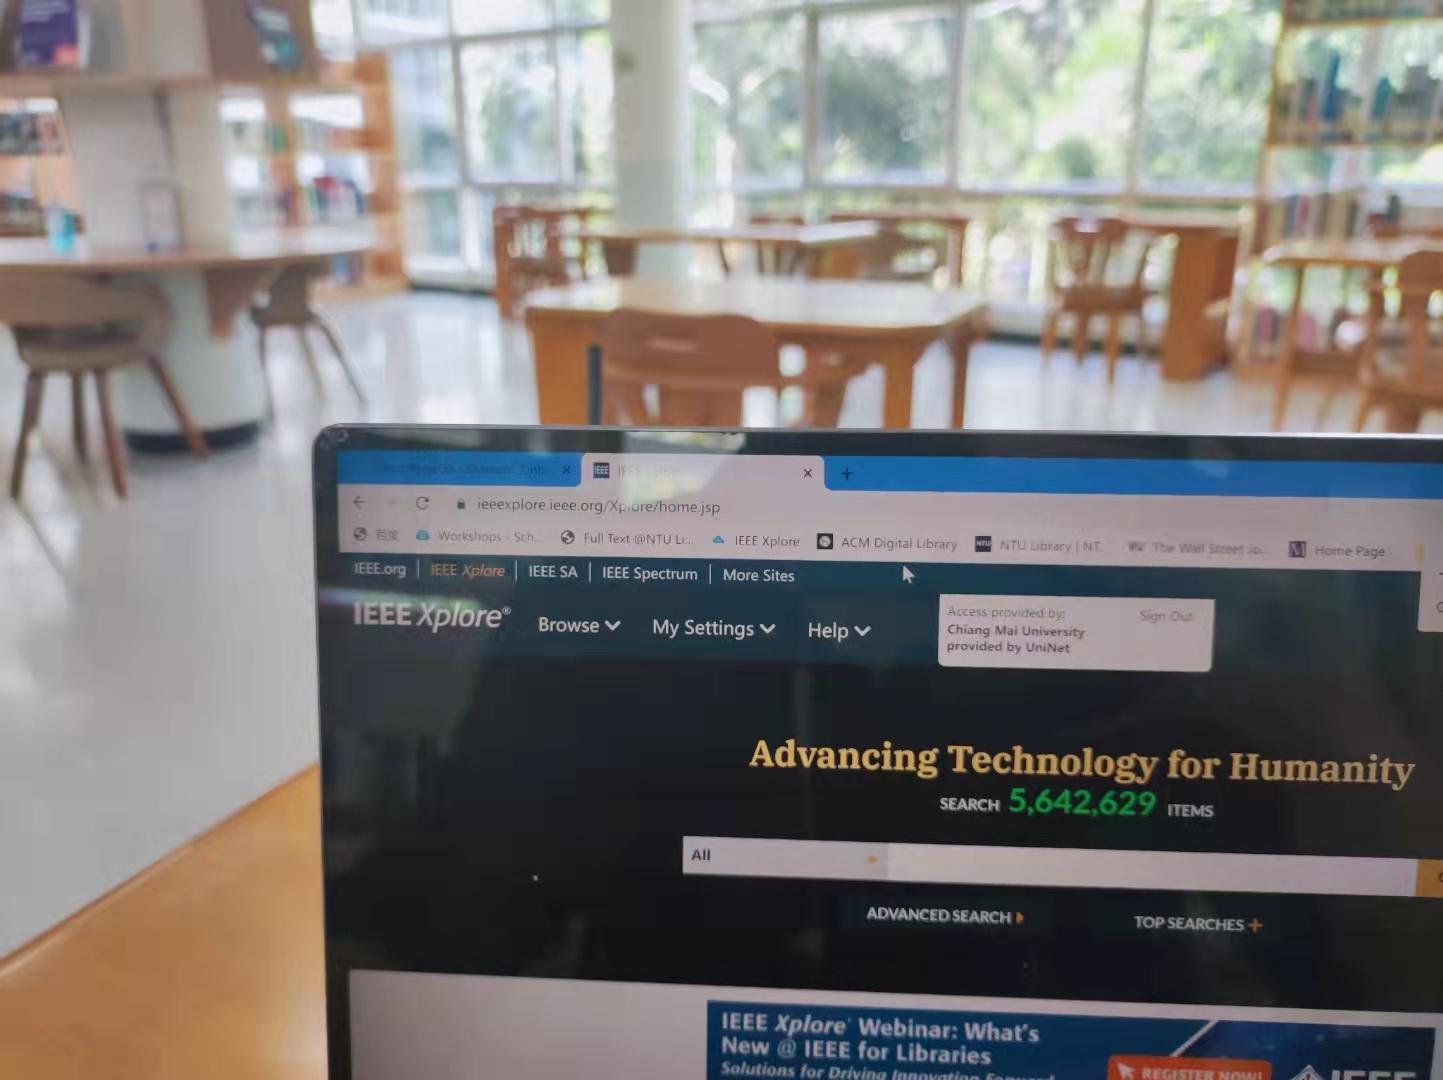 IEEE
ieeexplore.ieee.org/Xplore/home.jsp
百度 Workshops - Sch... Full Text @NTU Li... IEEE Xplore ACM Digital Library NTU NTU Library | NT... The Wall Street Jo... Home Page
IEEE.org IEEE Xplore IEEE SA IEEE Spectrum More Sites
IEEE Xplore® Browse My Settings Help
Access provided by: Sign Out
Chiang Mai University
provided by UniNet
Advancing Technology for Humanity
SEARCH 5,642,629 ITEMS
All
ADVANCED SEARCH TOP SEARCHES +
IEEE Xplore® Webinar: What's
New @ IEEE for Libraries
Solutions for Driving Innovation Forward
REGISTER NOW! IEEE